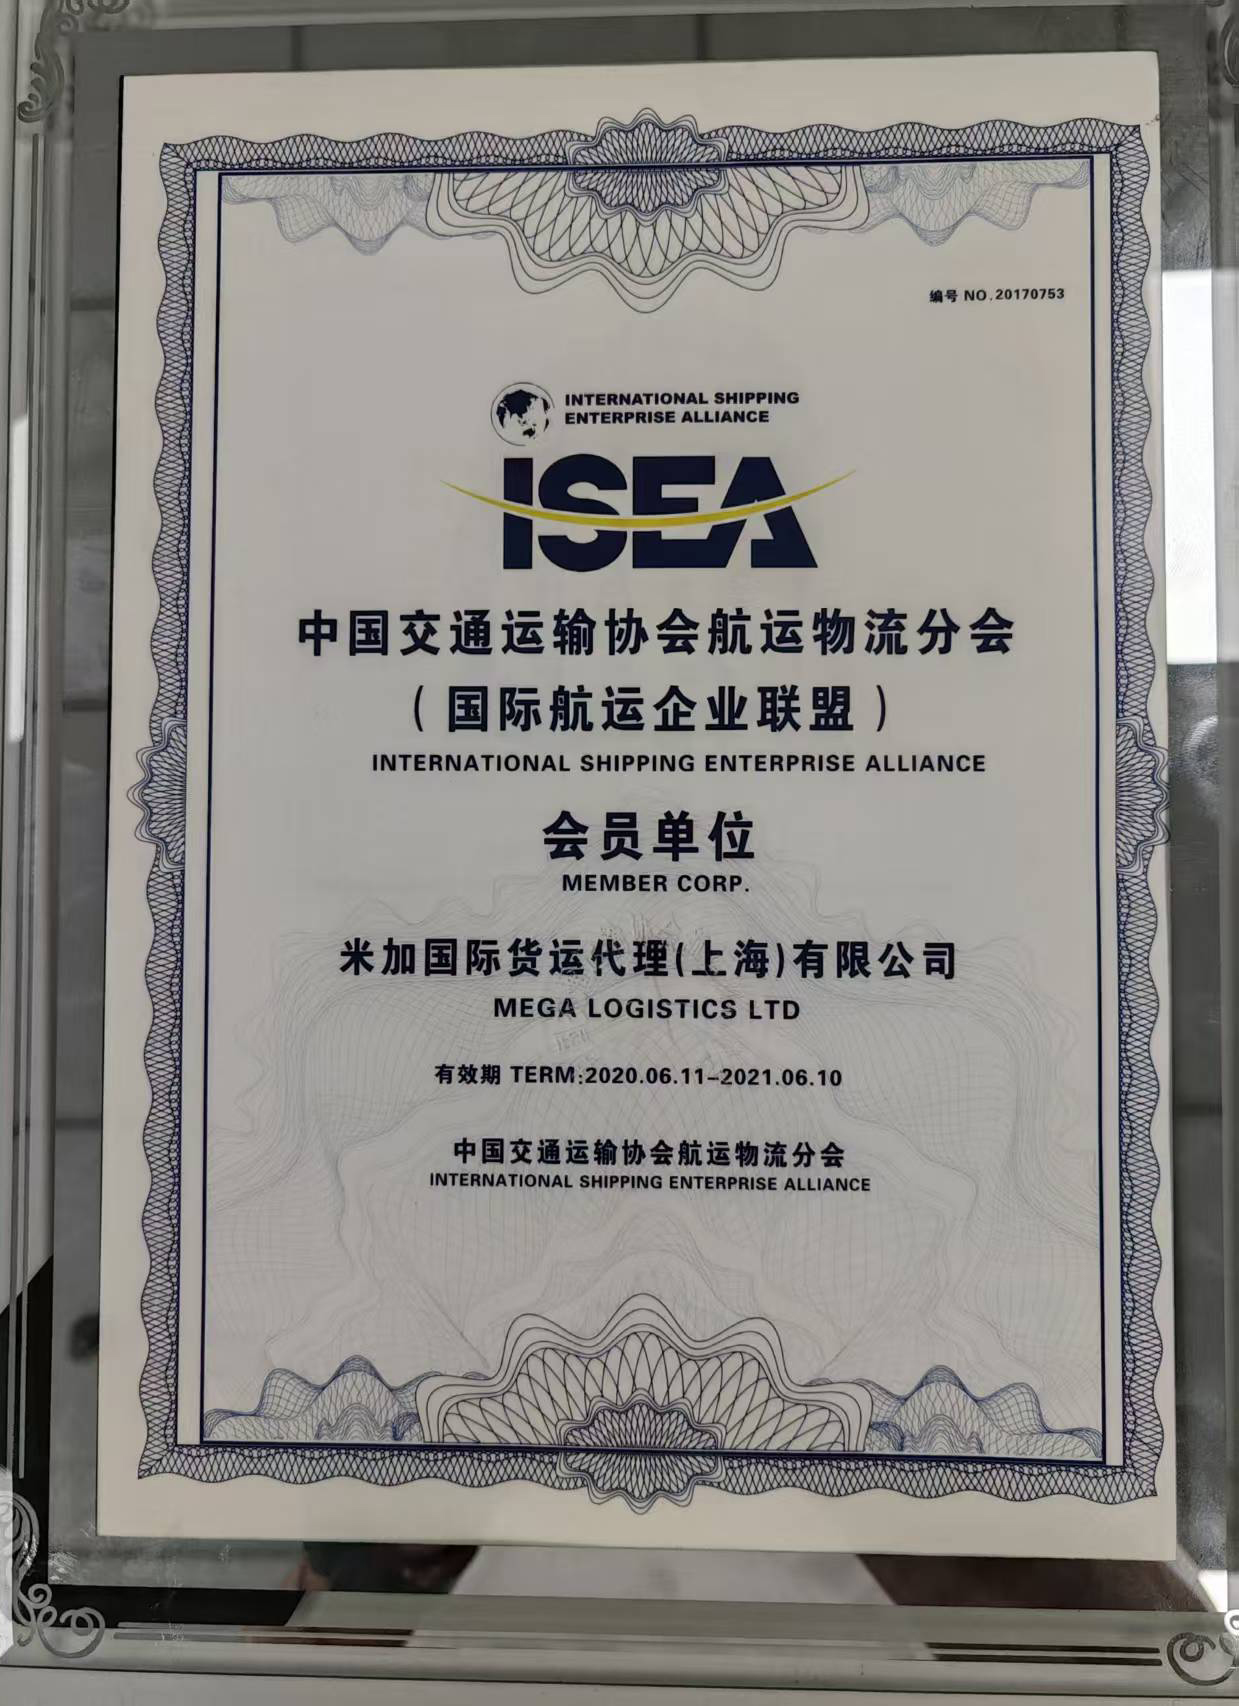 编号 NO.20170753
INTERNATIONAL SHIPPING
ENTERPRISE ALLIANCE
ISEA
中国交通运输协会航运物流分会
（国际航运企业联盟）
INTERNATIONAL SHIPPING ENTERPRISE ALLIANCE
会员单位
MEMBER CORP.
米加国际货运代理(上海)有限公司
MEGA LOGISTICS LTD
有效期 TERM:2020.06.11-2021.06.10
中国交通运输协会航运物流分会
INTERNATIONAL SHIPPING ENTERPRISE ALLIANCE